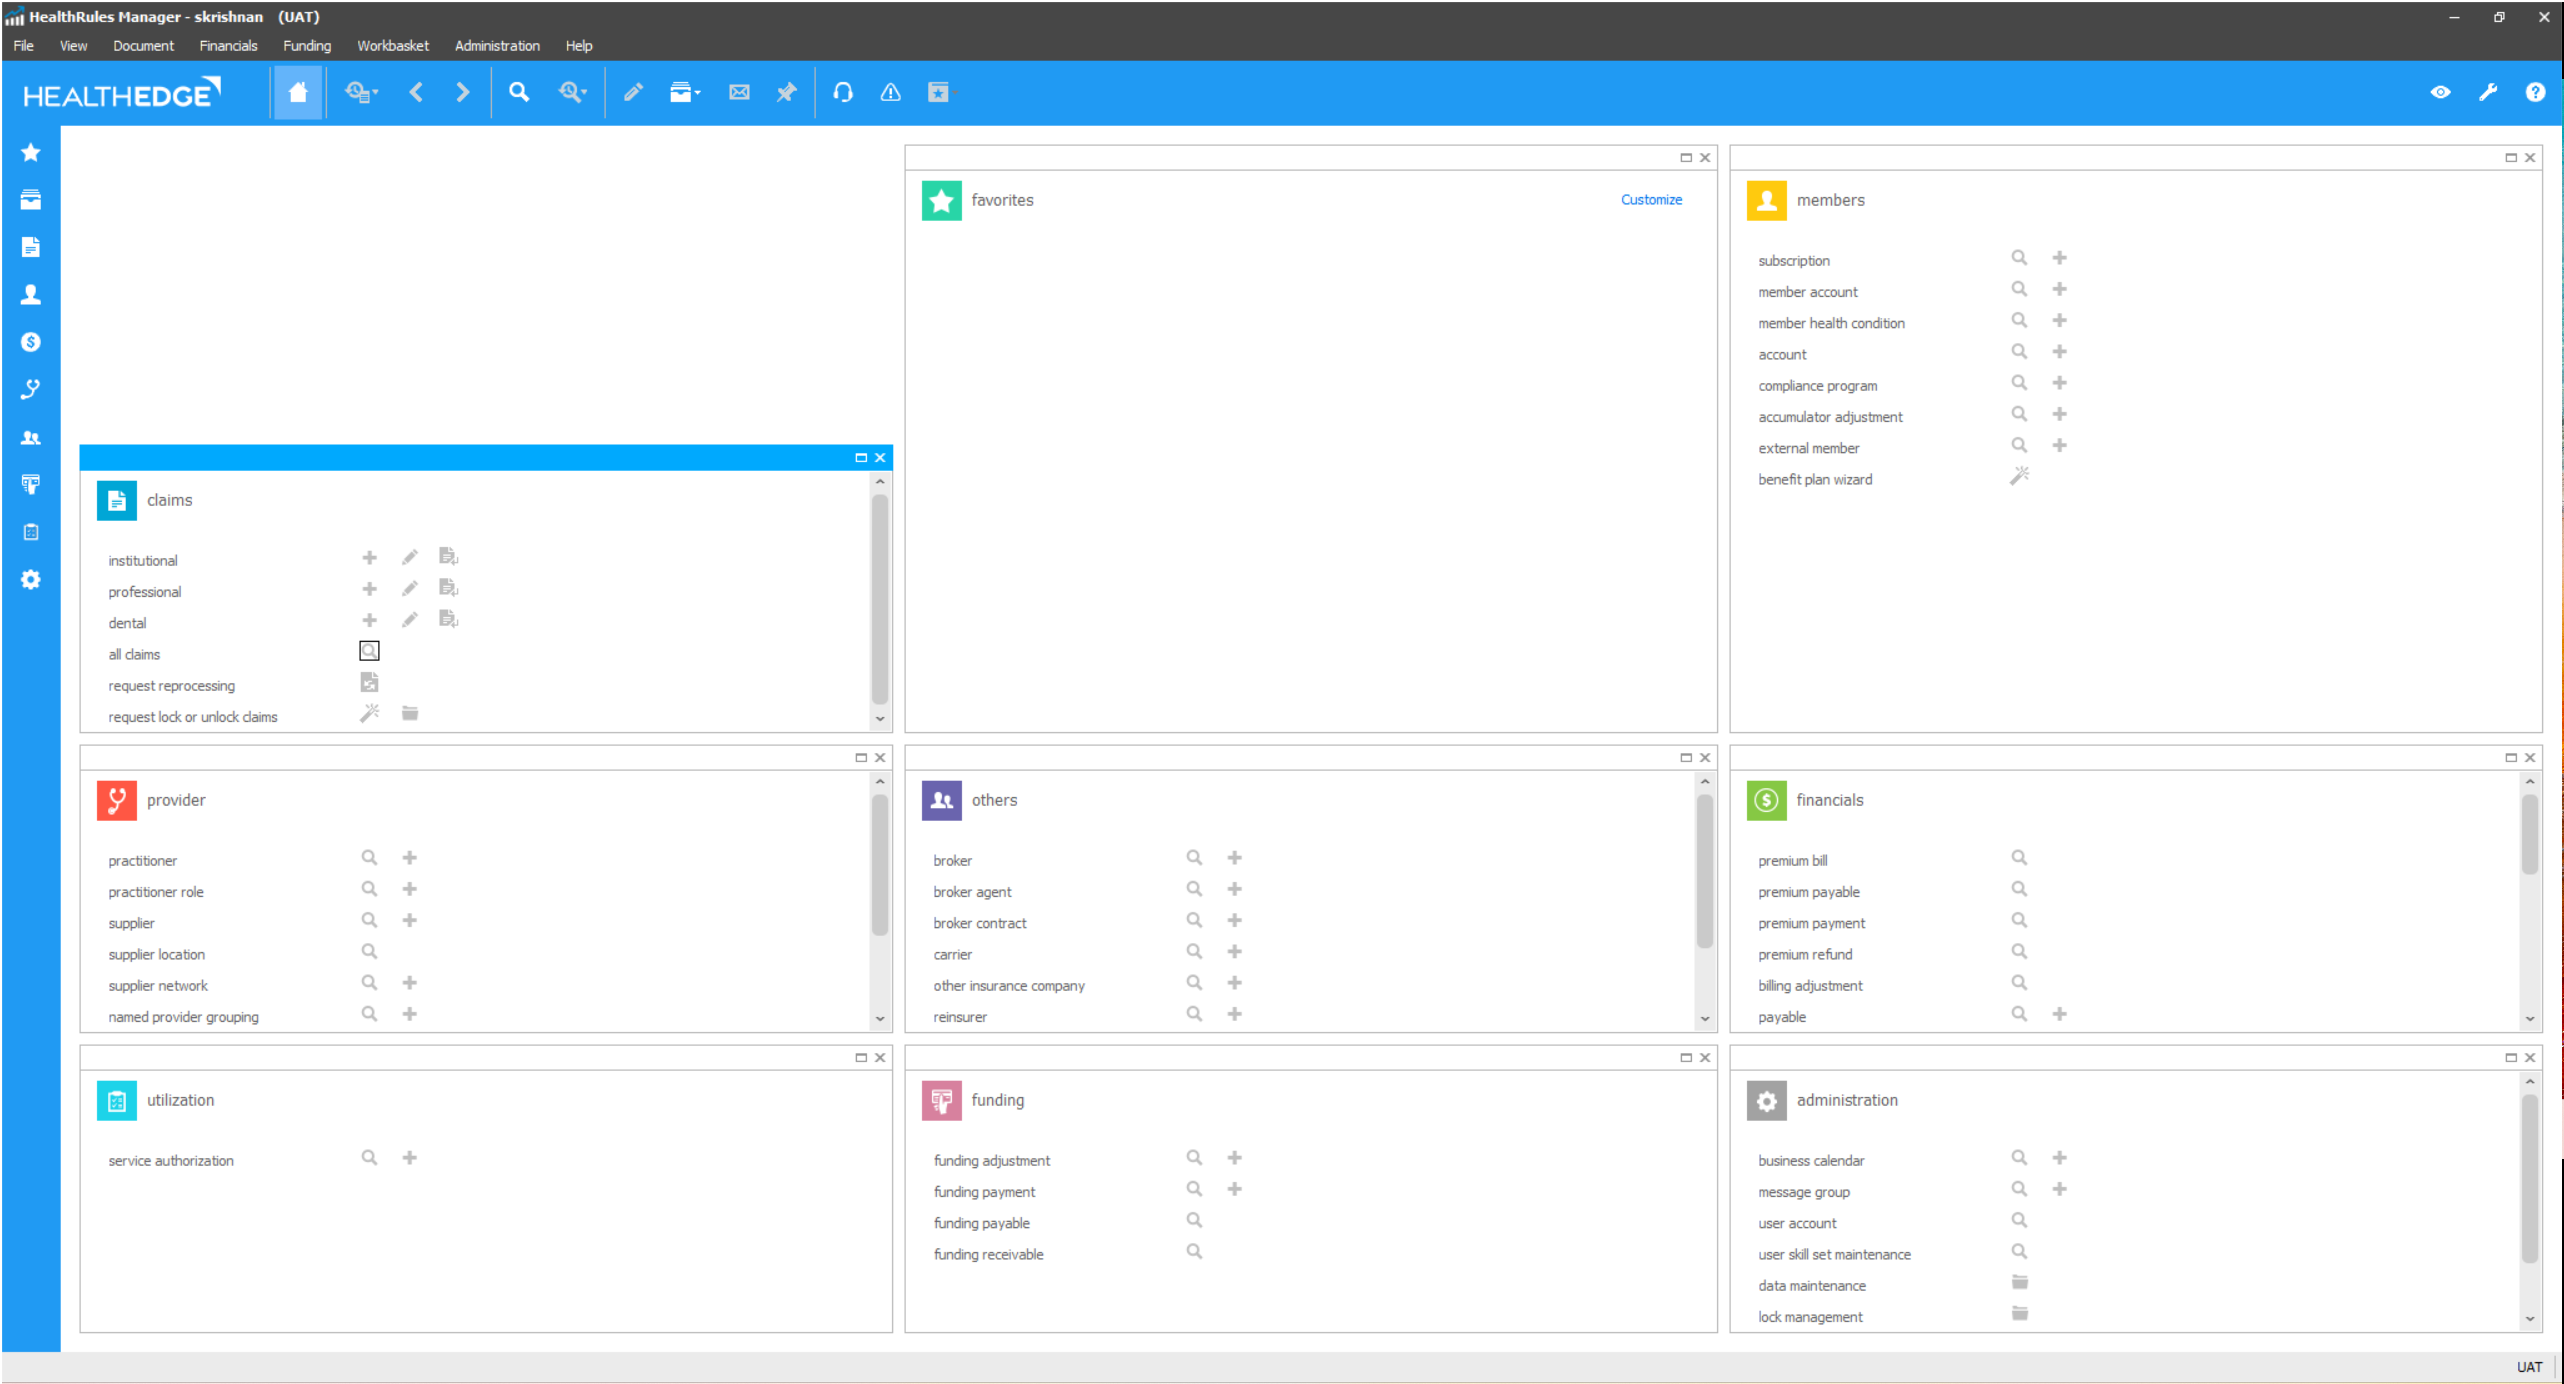 HealthRules Manager - skrishnan (UAT)
File View Document Financials Funding Workbasket Administration Help
HEALTHEDGE
favorites
Customize
members
subscription
member account
member health condition
account
compliance program
accumulator adjustment
external member
benefit plan wizard
claims
institutional
professional
dental
all claims
request reprocessing
request lock or unlock claims
provider
practitioner
practitioner role
supplier
supplier location
supplier network
named provider grouping
others
broker
broker agent
broker contract
carrier
other insurance company
reinsurer
financials
premium bill
premium payable
premium payment
premium refund
billing adjustment
payable
utilization
service authorization
funding
funding adjustment
funding payment
funding payable
funding receivable
administration
business calendar
message group
user account
user skill set maintenance
data maintenance
lock management
UAT